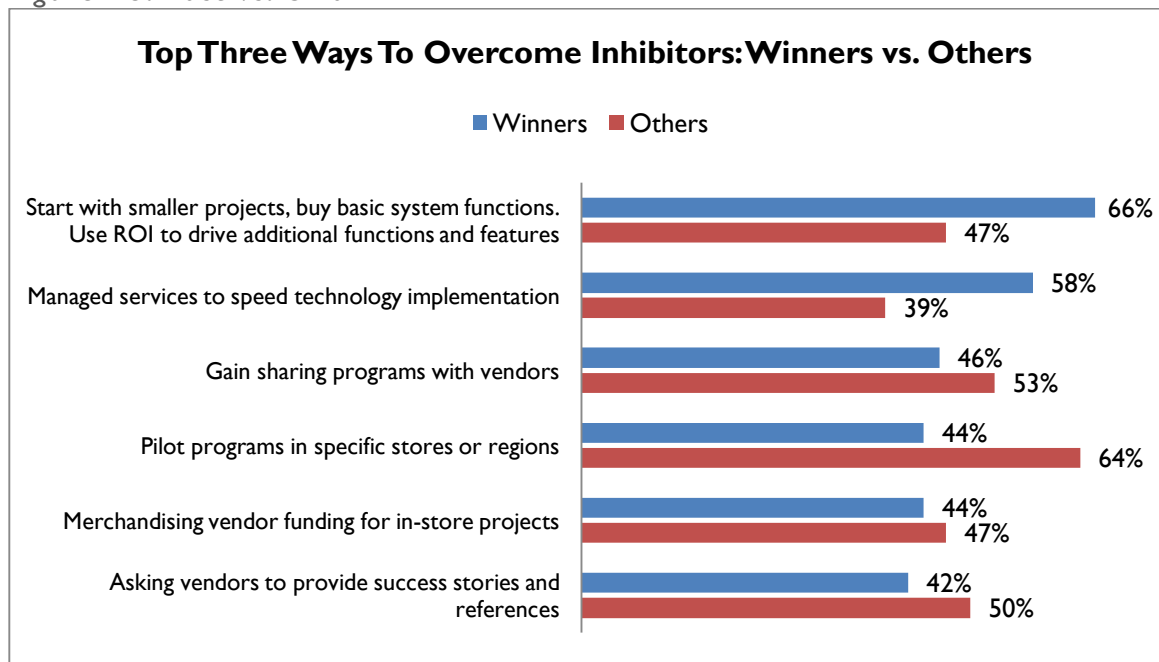 Top Three Ways To Overcome Inhibitors: Winners vs. Others
Winners Others
Start with smaller projects, buy basic system functions.
Use ROI to drive additional functions and features
66%
47%
Managed services to speed technology implementation
58%
39%
Gain sharing programs with vendors
46%
53%
Pilot programs in specific stores or regions
44%
64%
Merchandising vendor funding for in-store projects
44%
47%
Asking vendors to provide success stories and
references
42%
50%